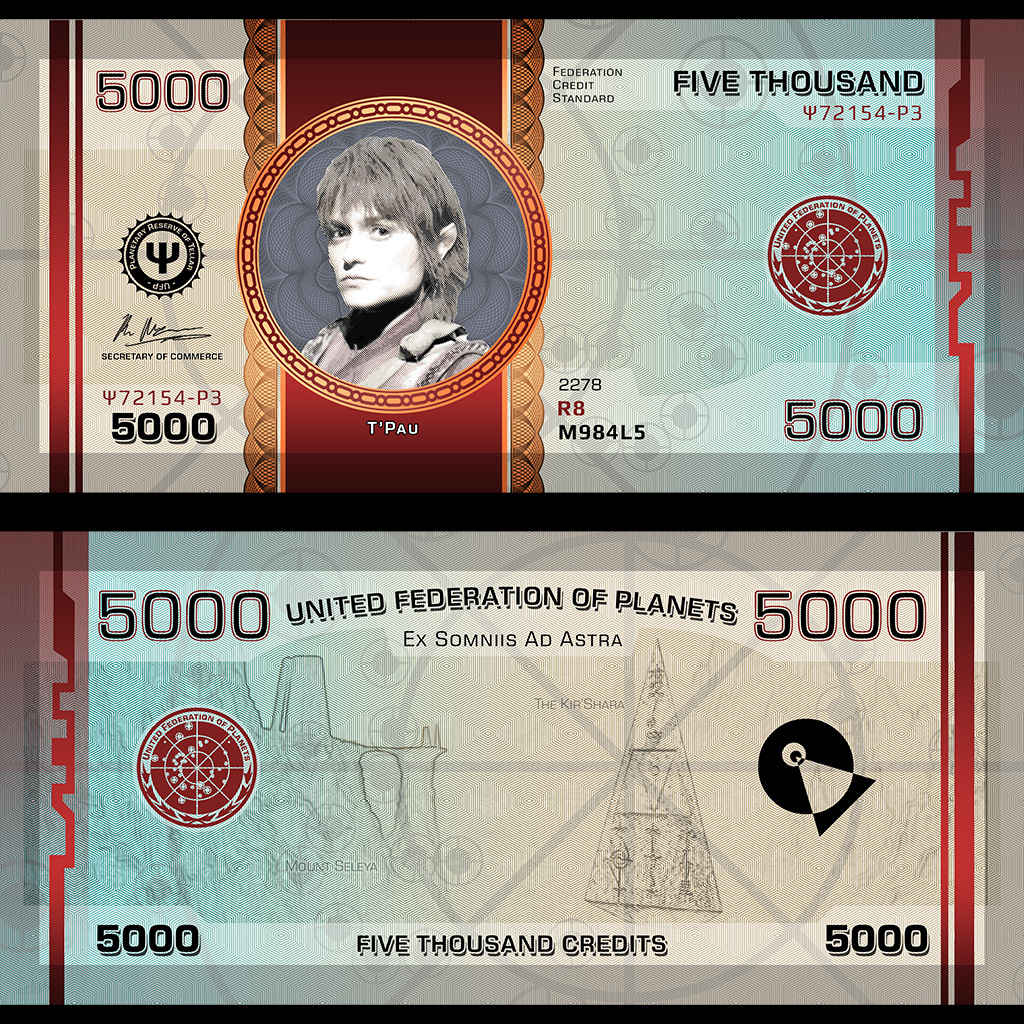 5000
FEDERATION
CREDIT
STANDARD
FIVE THOUSAND
Ψ72154-P3
UNITED FEDERATION OF PLANETS
PLANETARY RESERVE OF TELLAR
Ψ
- UFP -
SECRETARY OF COMMERCE
Ψ72154-P3
5000
T'PAU
2278
R8
M984L5
5000
5000
UNITED FEDERATION OF PLANETS
5000
EX SOMNIIS AD ASTRA
THE KIR'SHARA
UNITED FEDERATION OF PLANETS
MOUNT SELEYA
5000
FIVE THOUSAND CREDITS
5000